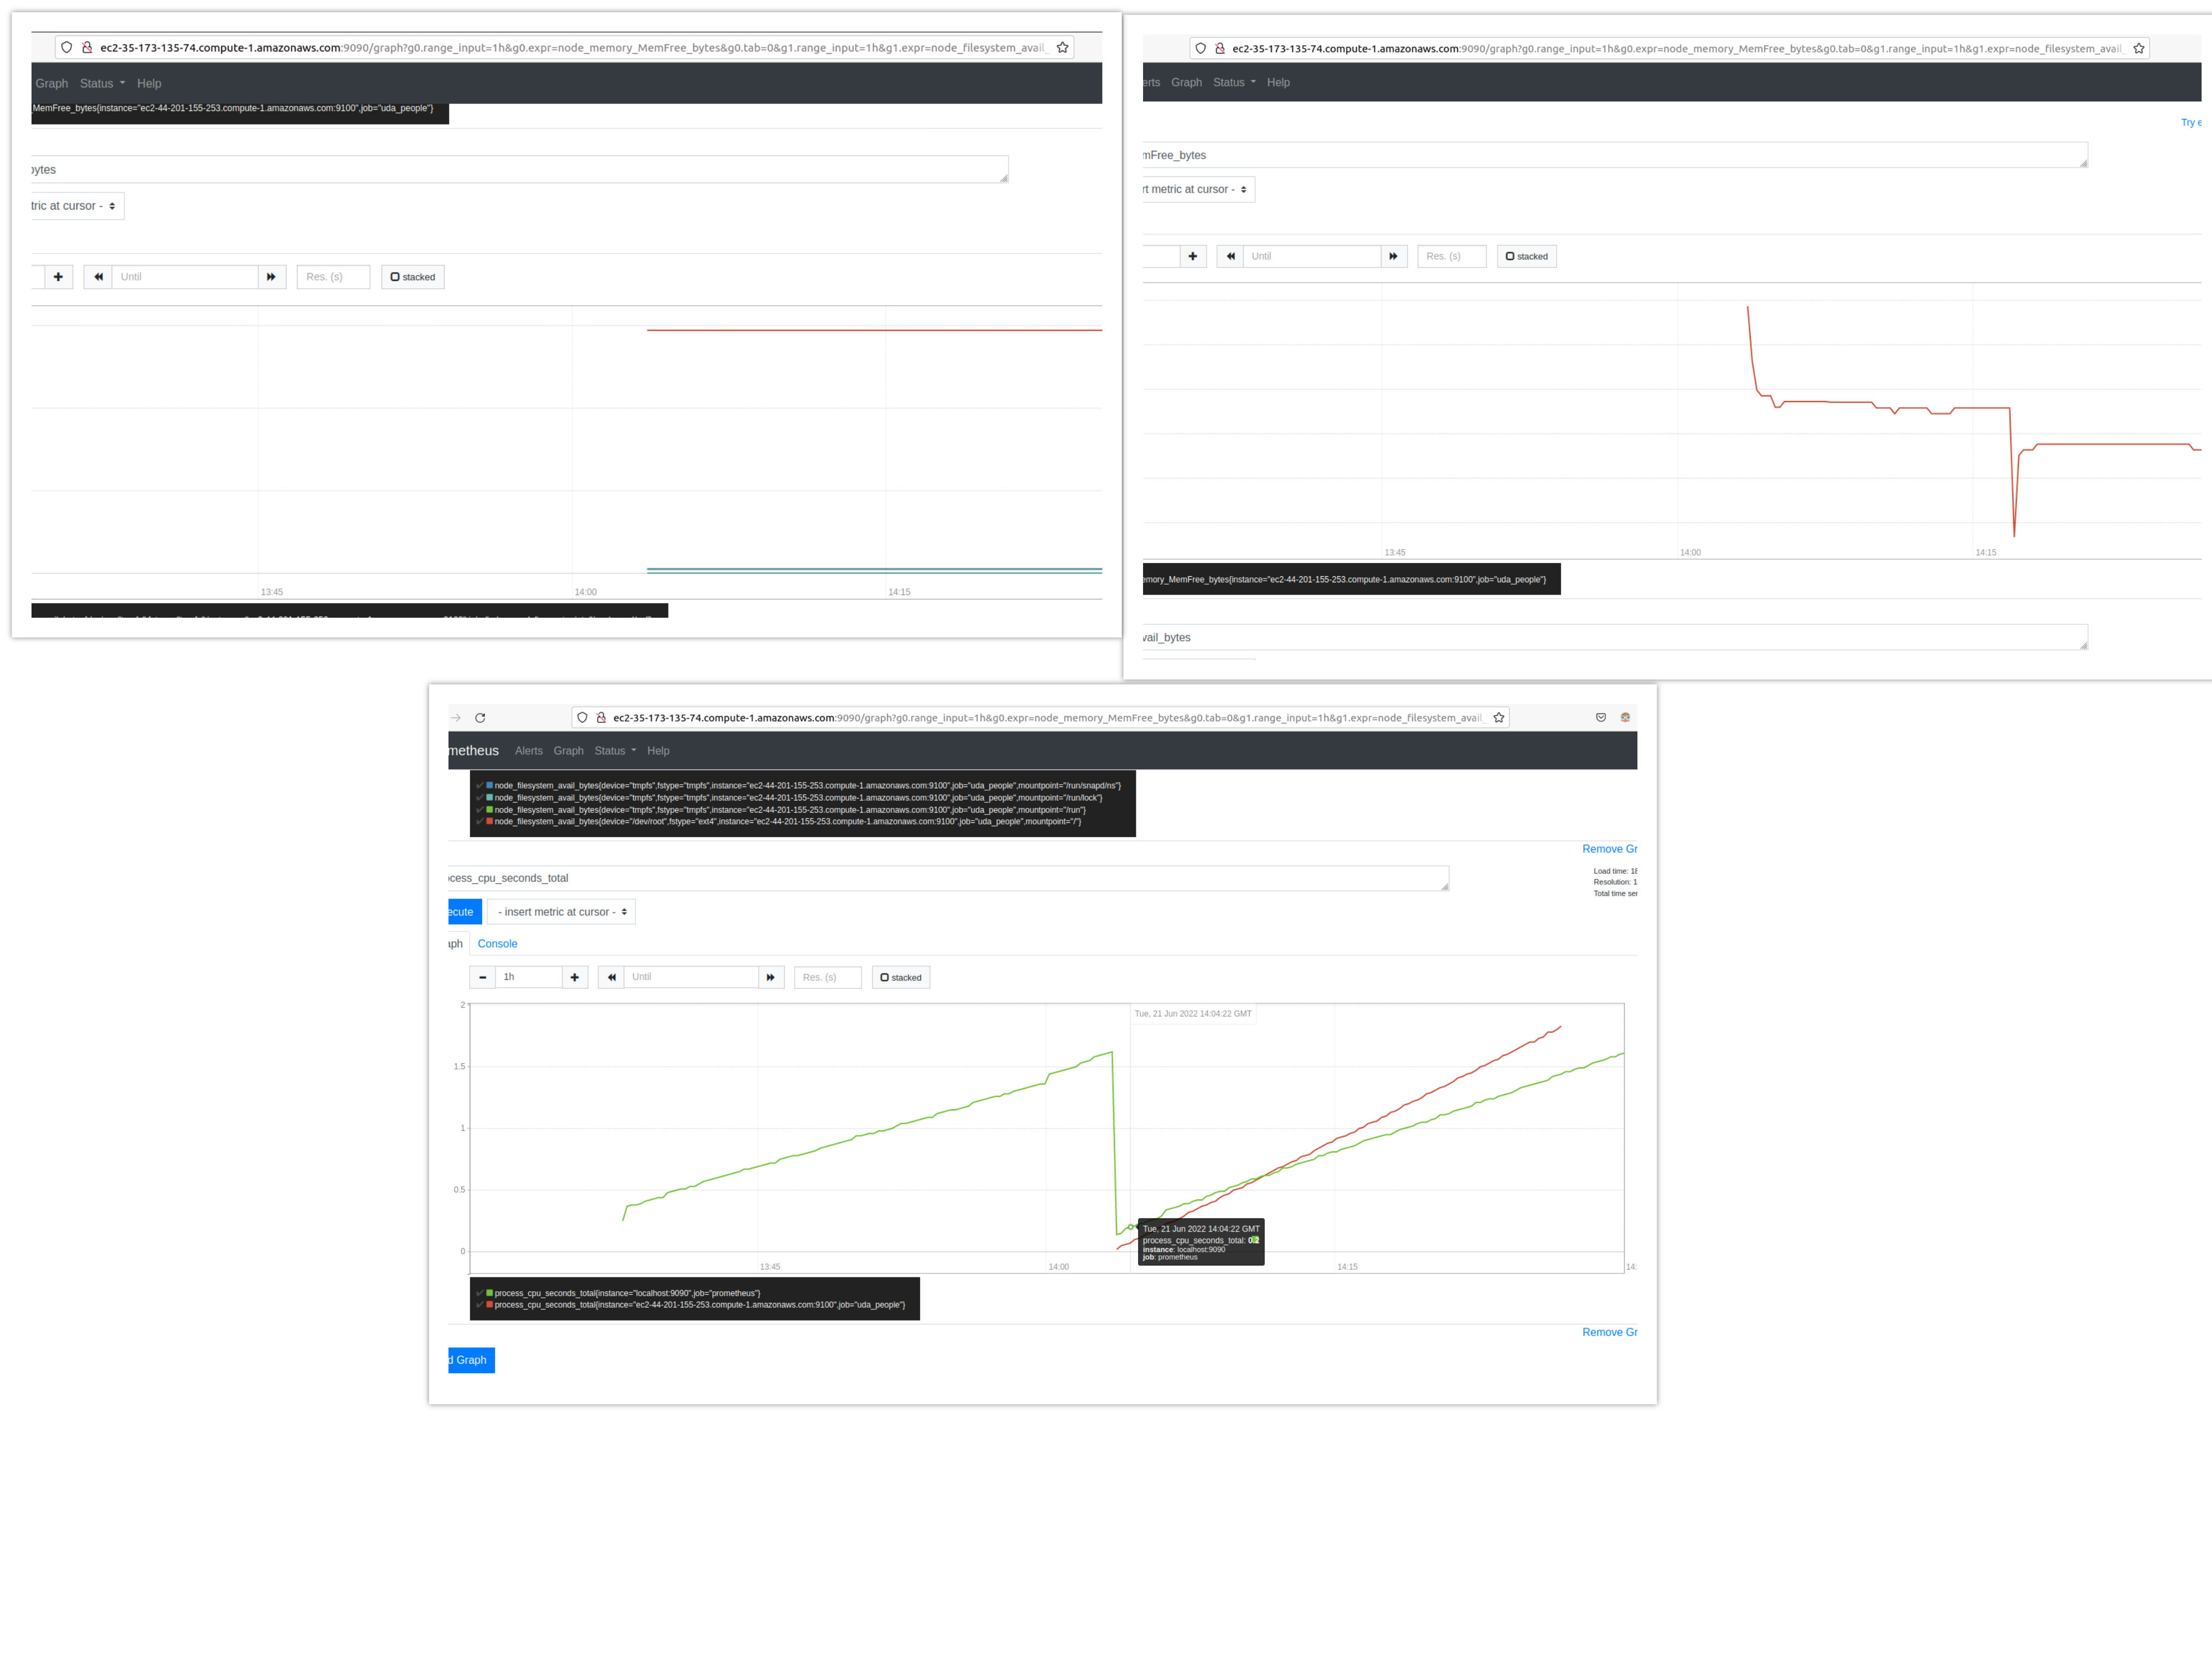 ec2-35-173-135-74.compute-1.amazonaws.com:9090/graph?g0.range_input=1h&g0.expr=node_memory_MemFree_bytes&g0.tab=0&g1.range_input=1h&g1.expr=node_filesystem_avail_
Graph Status Help
MemFree_bytes{instance="ec2-44-201-155-253.compute-1.amazonaws.com:9100",job="uda_people"}
bytes
tric at cursor -
Until Res. (s) stacked
13:45 14:00 14:15
ec2-35-173-135-74.compute-1.amazonaws.com:9090/graph?g0.range_input=1h&g0.expr=node_memory_MemFree_bytes&g0.tab=0&g1.range_input=1h&g1.expr=node_filesystem_avail_
erts Graph Status Help
Try e
mFree_bytes
rt metric at cursor -
Until Res. (s) stacked
13:45 14:00 14:15
emory_MemFree_bytes{instance="ec2-44-201-155-253.compute-1.amazonaws.com:9100",job="uda_people"}
vail_bytes
ec2-35-173-135-74.compute-1.amazonaws.com:9090/graph?g0.range_input=1h&g0.expr=node_memory_MemFree_bytes&g0.tab=0&g1.range_input=1h&g1.expr=node_filesystem_avail_
metheus Alerts Graph Status Help
node_filesystem_avail_bytes{device="tmpfs",fstype="tmpfs",instance="ec2-44-201-155-253.compute-1.amazonaws.com:9100",job="uda_people",mountpoint="/run/snapd/ns"}
node_filesystem_avail_bytes{device="tmpfs",fstype="tmpfs",instance="ec2-44-201-155-253.compute-1.amazonaws.com:9100",job="uda_people",mountpoint="/run/lock"}
node_filesystem_avail_bytes{device="tmpfs",fstype="tmpfs",instance="ec2-44-201-155-253.compute-1.amazonaws.com:9100",job="uda_people",mountpoint="/run"}
node_filesystem_avail_bytes{device="/dev/root",fstype="ext4",instance="ec2-44-201-155-253.compute-1.amazonaws.com:9100",job="uda_people",mountpoint="/"}
Remove Gr
ocess_cpu_seconds_total
Load time: 18
Resolution: 1
Total time ser
ecute - insert metric at cursor -
aph Console
1h Until Res. (s) stacked
2
Tue, 21 Jun 2022 14:04:22 GMT
1.5
1
0.5
Tue, 21 Jun 2022 14:04:22 GMT
process_cpu_seconds_total: 0.2
instance: localhost:9090
job: prometheus
0
13:45 14:00 14:15 14:
process_cpu_seconds_total{instance="localhost:9090",job="prometheus"}
process_cpu_seconds_total{instance="ec2-44-201-155-253.compute-1.amazonaws.com:9100",job="uda_people"}
Remove Gr
d Graph